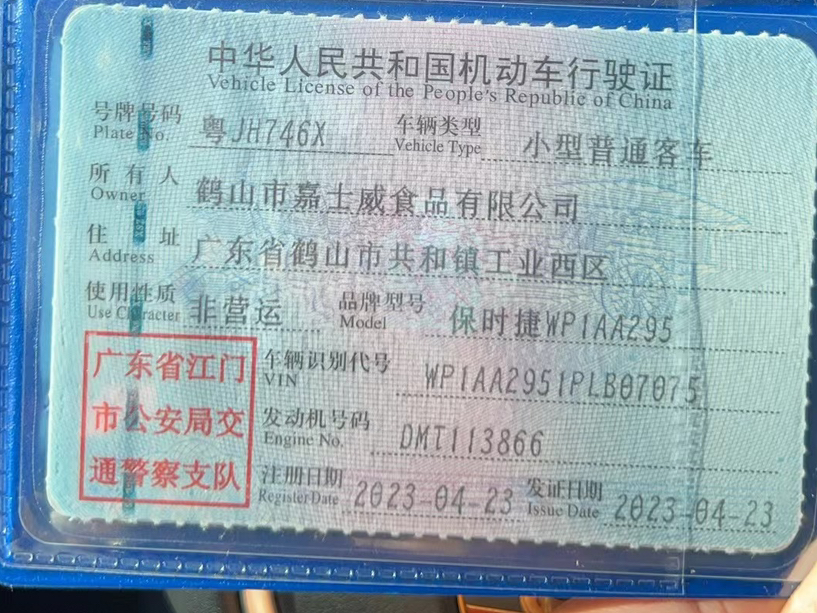 中华人民共和国机动车行驶证
Vehicle License of the People's Republic of China
号牌号码 粤JH746X 车辆类型 小型普通客车
Plate No. Vehicle Type
所有人 鹤山市嘉士威食品有限公司
Owner
住址 广东省鹤山市共和镇工业西区
Address
使用性质 非营运 品牌型号 保时捷WP1AA295
Use Character Model
广东省江门
市公安局交
通警察支队
车辆识别代号 WP1AA2951PLB07075
VIN
发动机号码 DMT113866
Engine No.
注册日期 2023-04-23 发证日期 2023-04-23
Register Date Issue Date